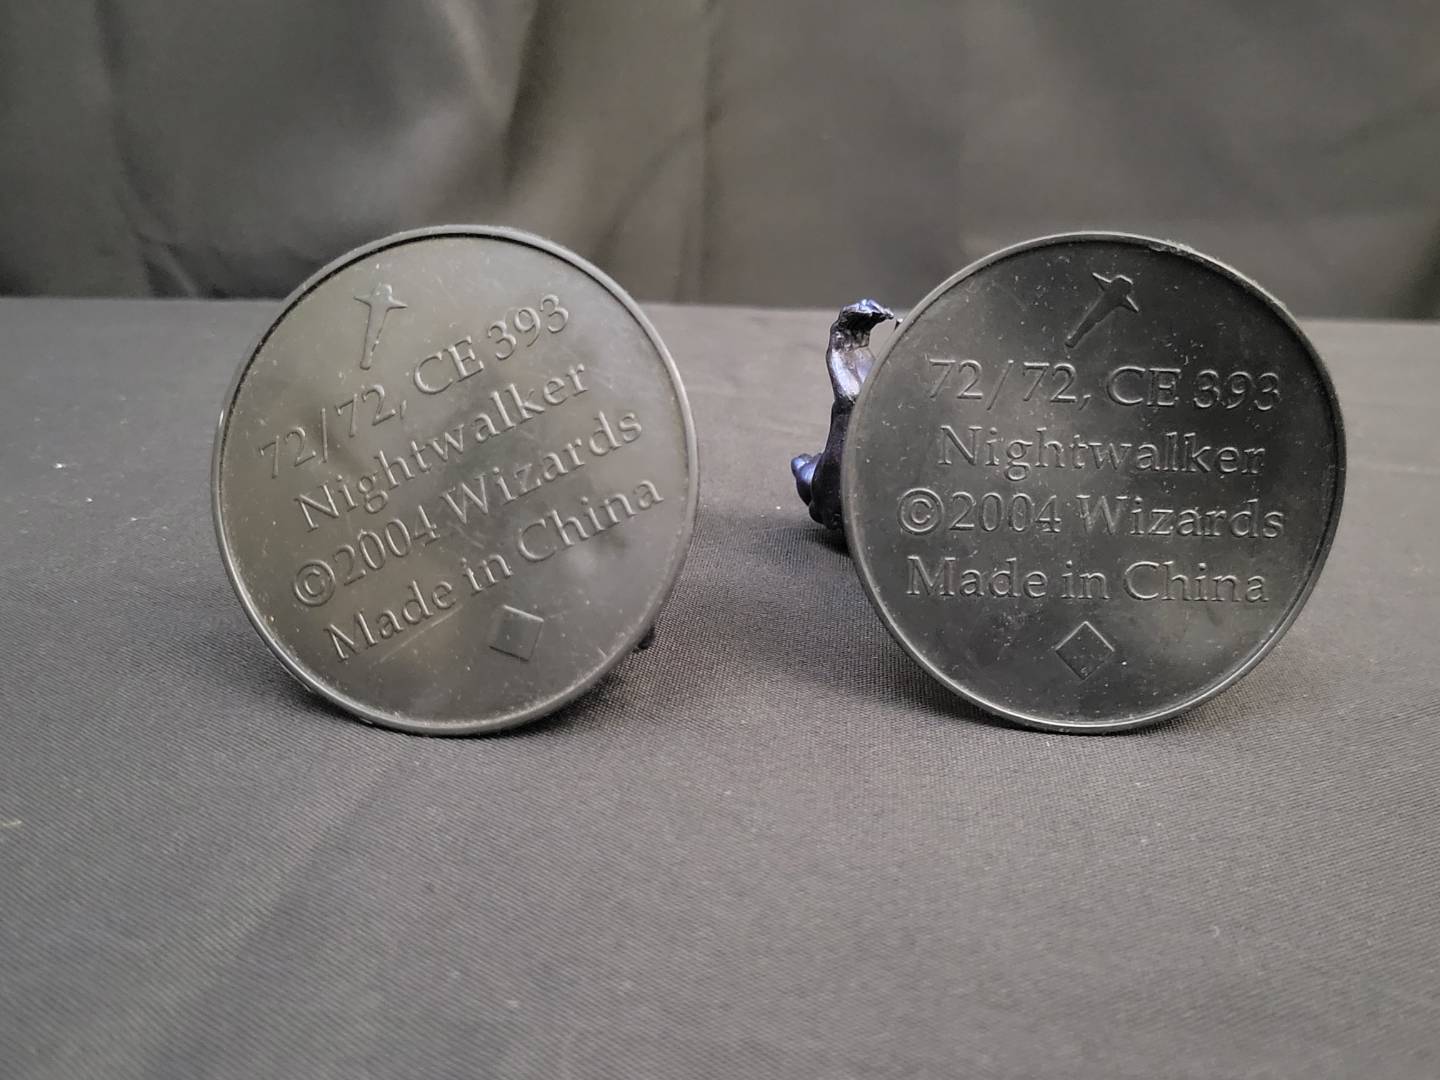 72/72, CE 393
Nightwalker
©2004 Wizards
Made in China
72/72, CE 393
Nightwalker
©2004 Wizards
Made in China